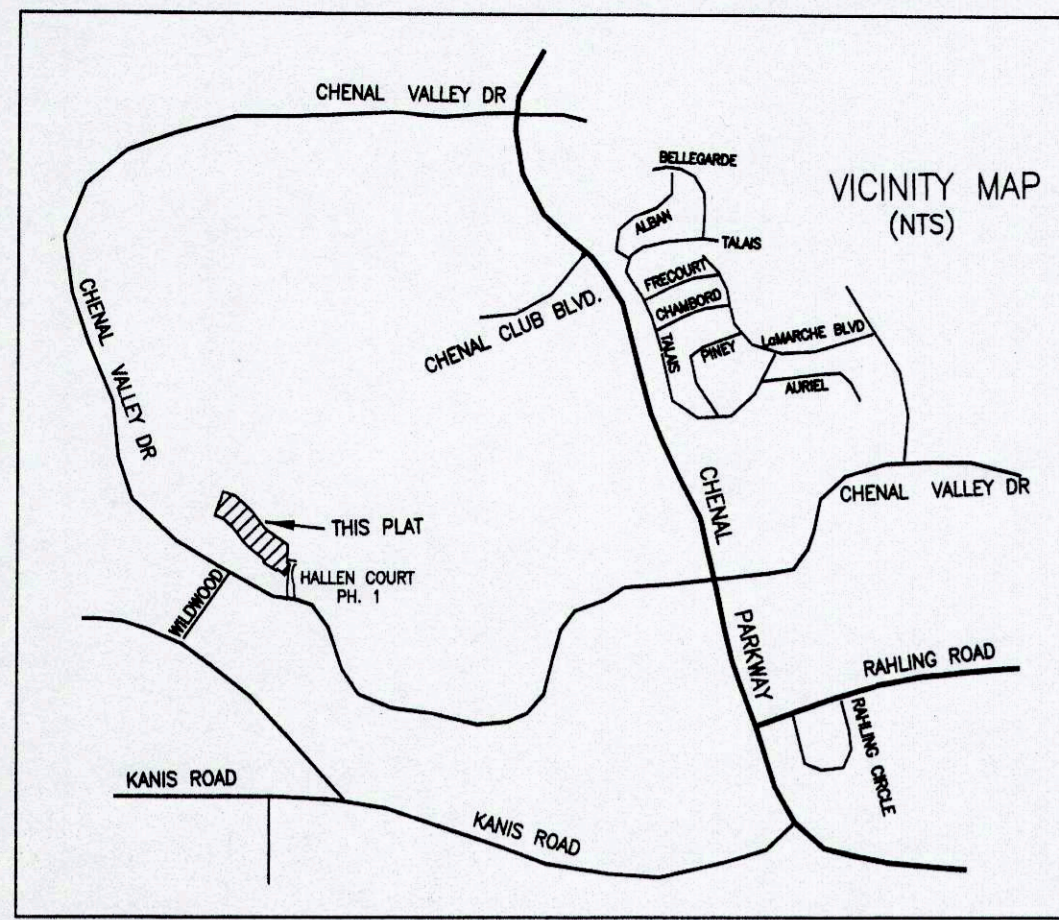 CHENAL VALLEY DR
BELLEGARDE
VICINITY MAP
(NTS)
ALBAN
TALAIS
FRECOURT
CHAMBORD
CHENAL CLUB BLVD.
TALAIS
PINEY
LaMARCHE BLVD
AURIEL
CHENAL VALLEY DR
CHENAL VALLEY DR
CHENAL
PARKWAY
THIS PLAT
HALLEN COURT
PH. 1
WILDWOOD
RAHLING ROAD
RAHLING CIRCLE
KANIS ROAD
KANIS ROAD